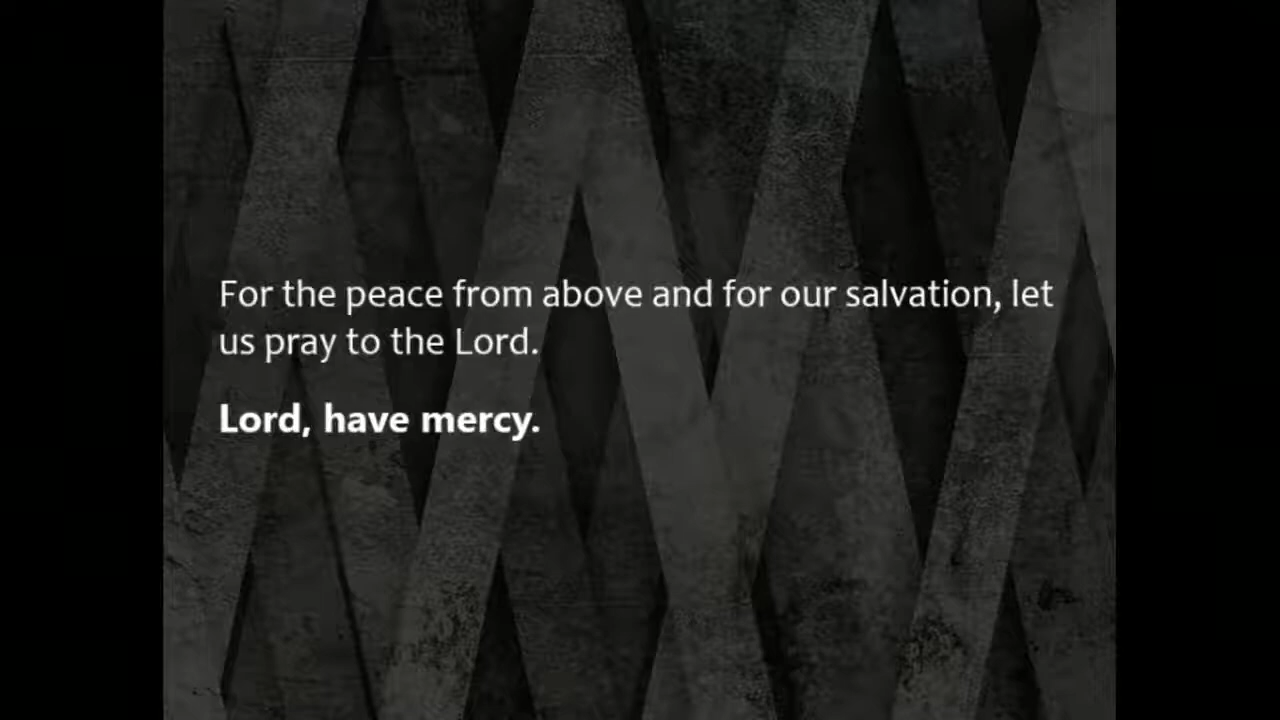 For the peace from above and for our salvation, let
us pray to the Lord.
Lord, have mercy.